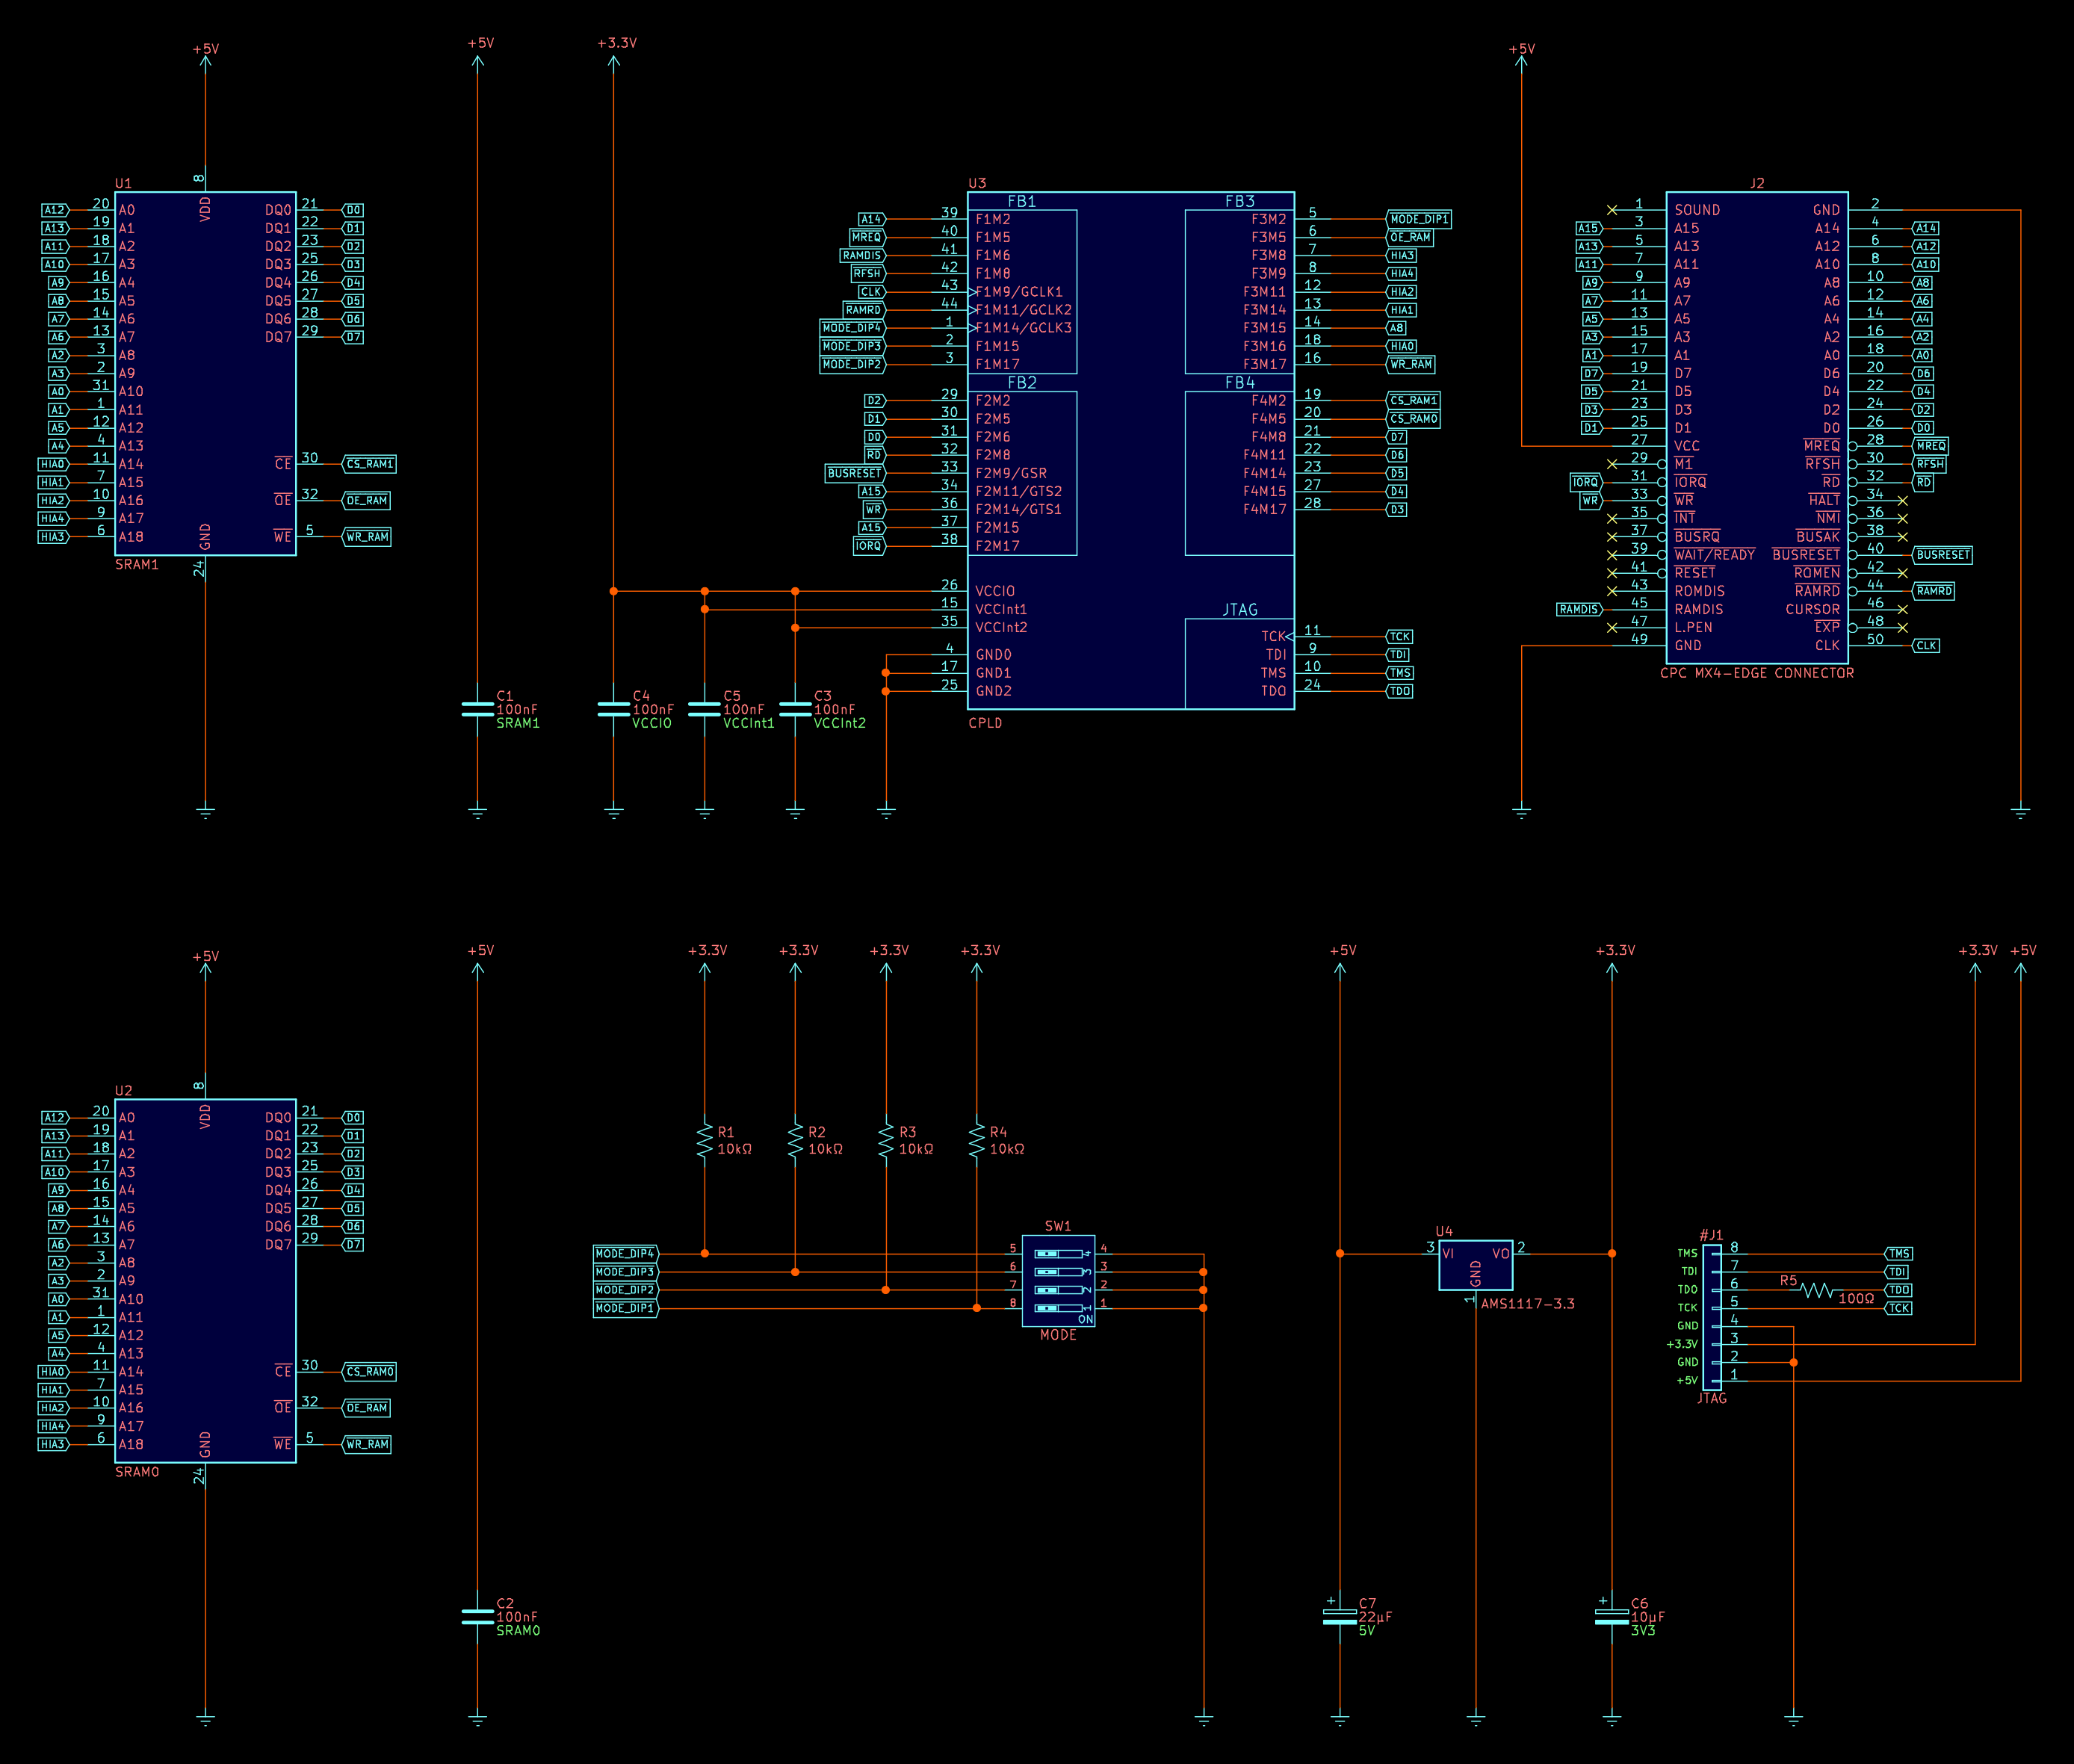 +5V
U1
8
VDD
A12 20 A0 DQ0 21 D0
A13 19 A1 DQ1 22 D1
A11 18 A2 DQ2 23 D2
A10 17 A3 DQ3 25 D3
A9 16 A4 DQ4 26 D4
A8 15 A5 DQ5 27 D5
A7 14 A6 DQ6 28 D6
A6 13 A7 DQ7 29 D7
A2 3 A8
A3 2 A9
A0 31 A10
A1 1 A11
A5 12 A12
A4 4 A13
HIA0 11 A14 CE 30 CS_RAM1
HIA1 7 A15
HIA2 10 A16 OE 32 OE_RAM
HIA4 9 A17
HIA3 6 A18 WE 5 WR_RAM
GND
24
SRAM1
+5V
C1
100nF
SRAM1
+3.3V
C4
100nF
VCCIO
C5
100nF
VCCInt1
C3
100nF
VCCInt2
U3
FB1
A14 39 F1M2
MREQ 40 F1M5
RAMDIS 41 F1M6
RFSH 42 F1M8
CLK 43 F1M9/GCLK1
RAMRD 44 F1M11/GCLK2
MODE_DIP4 1 F1M14/GCLK3
MODE_DIP3 2 F1M15
MODE_DIP2 3 F1M17
FB2
D2 29 F2M2
D1 30 F2M5
D0 31 F2M6
RD 32 F2M8
BUSRESET 33 F2M9/GSR
A15 34 F2M11/GTS2
WR 36 F2M14/GTS1
A15 37 F2M15
IORQ 38 F2M17
26 VCCIO
15 VCCInt1
35 VCCInt2
4 GND0
17 GND1
25 GND2
CPLD
FB3
F3M2 5 MODE_DIP1
F3M5 6 OE_RAM
F3M8 7 HIA3
F3M9 8 HIA4
F3M11 12 HIA2
F3M14 13 HIA1
F3M15 14 A8
F3M16 18 HIA0
F3M17 16 WR_RAM
FB4
F4M2 19 CS_RAM1
F4M5 20 CS_RAM0
F4M8 21 D7
F4M11 22 D6
F4M14 23 D5
F4M15 27 D4
F4M17 28 D3
JTAG
TCK 11 TCK
TDI 9 TDI
TMS 10 TMS
TDO 24 TDO
+5V
J2
1 SOUND GND 2
A15 3 A15 A14 4 A14
A13 5 A13 A12 6 A12
A11 7 A11 A10 8 A10
A9 9 A9 A8 10 A8
A7 11 A7 A6 12 A6
A5 13 A5 A4 14 A4
A3 15 A3 A2 16 A2
A1 17 A1 A0 18 A0
D7 19 D7 D6 20 D6
D5 21 D5 D4 22 D4
D3 23 D3 D2 24 D2
D1 25 D1 D0 26 D0
27 VCC MREQ 28 MREQ
29 M1 RFSH 30 RFSH
IORQ 31 IORQ RD 32 RD
WR 33 WR HALT 34
35 INT NMI 36
37 BUSRQ BUSAK 38
39 WAIT/READY BUSRESET 40 BUSRESET
41 RESET ROMEN 42
43 ROMDIS RAMRD 44 RAMRD
RAMDIS 45 RAMDIS CURSOR 46
47 L.PEN EXP 48
49 GND CLK 50 CLK
CPC MX4-EDGE CONNECTOR
+5V
U2
8
VDD
A12 20 A0 DQ0 21 D0
A13 19 A1 DQ1 22 D1
A11 18 A2 DQ2 23 D2
A10 17 A3 DQ3 25 D3
A9 16 A4 DQ4 26 D4
A8 15 A5 DQ5 27 D5
A7 14 A6 DQ6 28 D6
A6 13 A7 DQ7 29 D7
A2 3 A8
A3 2 A9
A0 31 A10
A1 1 A11
A5 12 A12
A4 4 A13
HIA0 11 A14 CE 30 CS_RAM0
HIA1 7 A15
HIA2 10 A16 OE 32 OE_RAM
HIA4 9 A17
HIA3 6 A18 WE 5 WR_RAM
GND
24
SRAM0
+5V
C2
100nF
SRAM0
+3.3V +3.3V +3.3V +3.3V
R1 R2 R3 R4
10kΩ 10kΩ 10kΩ 10kΩ
SW1
MODE_DIP4 5 4 4
MODE_DIP3 6 3 3
MODE_DIP2 7 2 2
MODE_DIP1 8 1 1
ON
MODE
+5V
+3.3V
U4
3 VI VO 2
GND
1
AMS1117-3.3
+
C7
22µF
5V
+
C6
10µF
3V3
+3.3V +5V
#J1
TMS 8 TMS
TDI 7 TDI
TDO 6 R5 100Ω TDO
TCK 5 TCK
GND 4
+3.3V 3
GND 2
+5V 1
JTAG